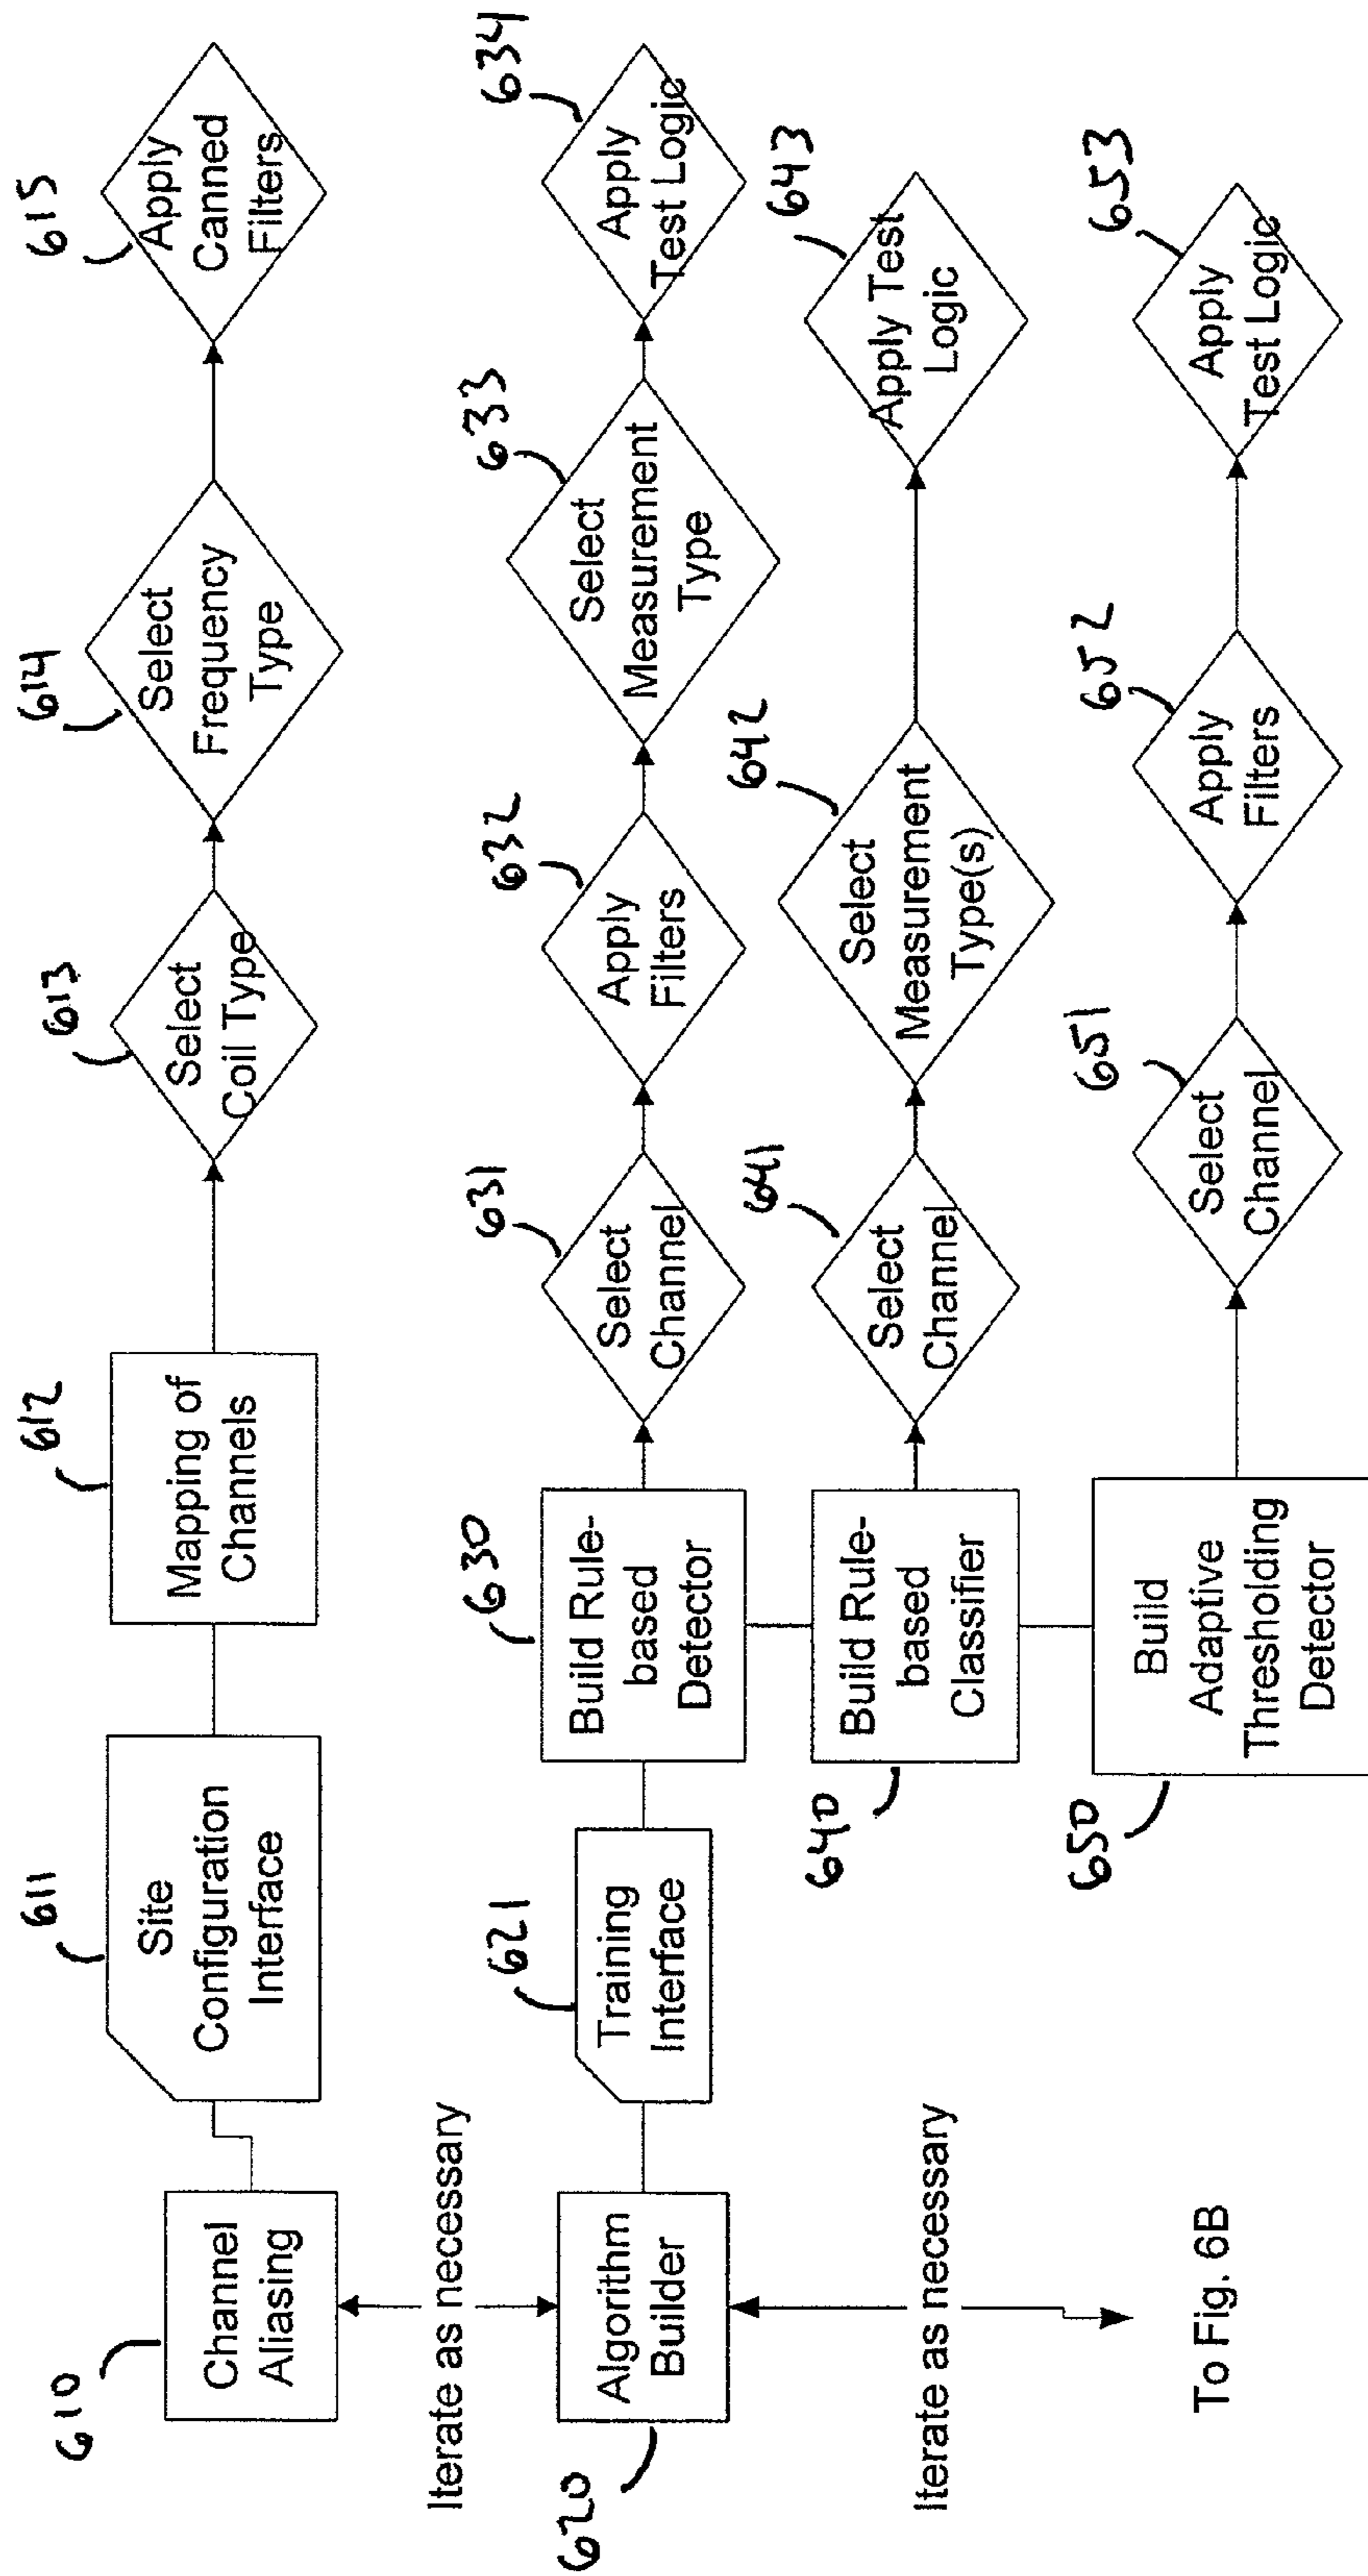 610
Channel
Aliasing
611
Site
Configuration
Interface
612
Mapping of
Channels
613
Select
Coil Type
614
Select
Frequency
Type
615
Apply
Canned
Filters
Iterate as necessary
620
Algorithm
Builder
621
Training
Interface
630
Build Rule-
based
Detector
631
Select
Channel
632
Apply
Filters
633
Select
Measurement
Type
634
Apply
Test Logic
640
Build Rule-
based
Classifier
641
Select
Channel
642
Select
Measurement
Type(s)
643
Apply Test
Logic
Iterate as necessary
650
Build
Adaptive
Thresholding
Detector
651
Select
Channel
652
Apply
Filters
653
Apply
Test Logic
To Fig. 6B